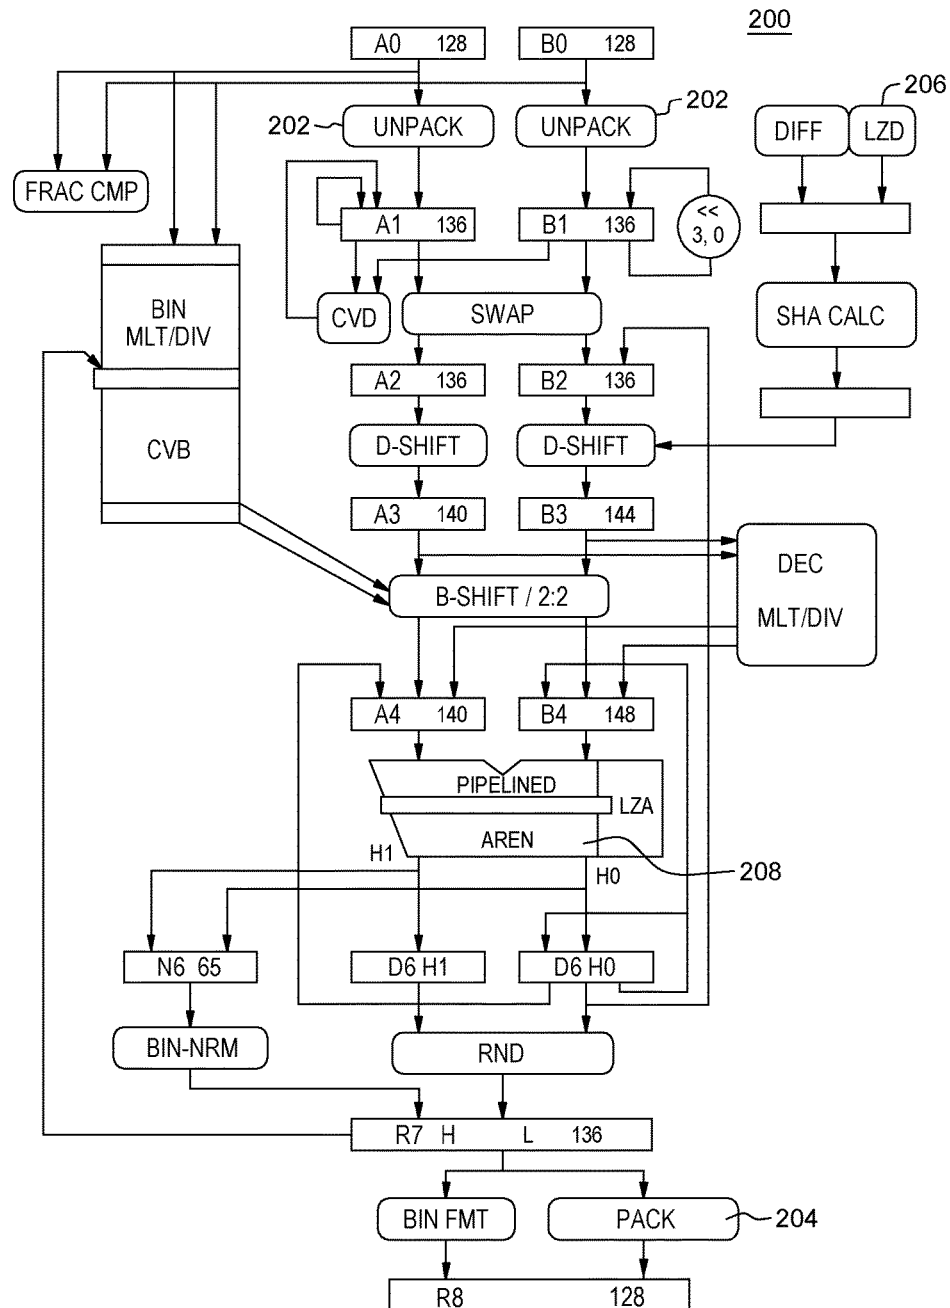 200
A0 128
B0 128
202
UNPACK
UNPACK
202
DIFF
LZD
206
FRAC CMP
A1 136
B1 136
<<
3, 0
BIN
MLT/DIV
CVD
SWAP
SHA CALC
A2 136
B2 136
CVB
D-SHIFT
D-SHIFT
A3 140
B3 144
B-SHIFT / 2:2
DEC
MLT/DIV
A4 140
B4 148
PIPELINED
LZA
AREN
H1
H0
208
N6 65
D6 H1
D6 H0
BIN-NRM
RND
R7 H L 136
BIN FMT
PACK
204
R8 128